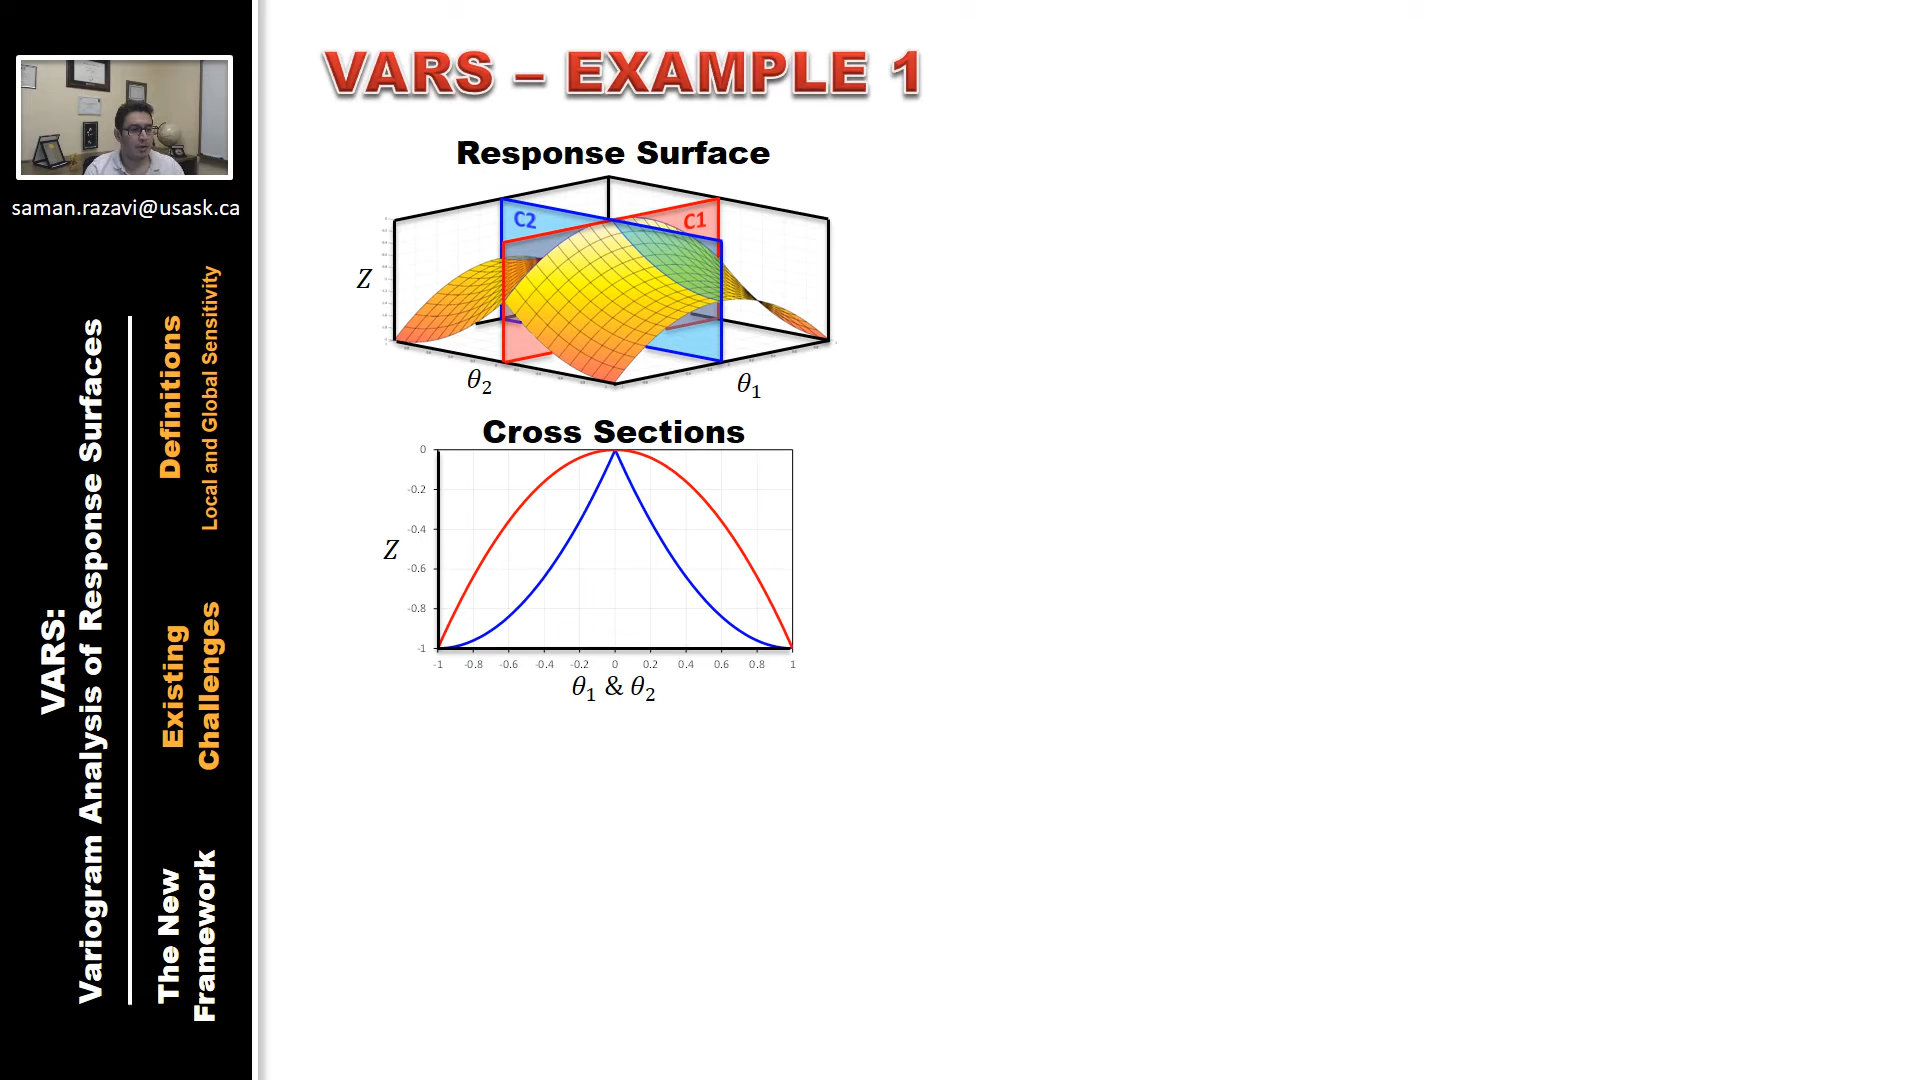 saman.razavi@usask.ca
VARS:
Variogram Analysis of Response Surfaces
Definitions
Local and Global Sensitivity
Existing
Challenges
The New
Framework
VARS – EXAMPLE 1
Response Surface
C2
C1
Z
θ2
θ1
Cross Sections
0
-0.2
-0.4
-0.6
-0.8
-1
Z
-1 -0.8 -0.6 -0.4 -0.2 0 0.2 0.4 0.6 0.8 1
θ1 & θ2